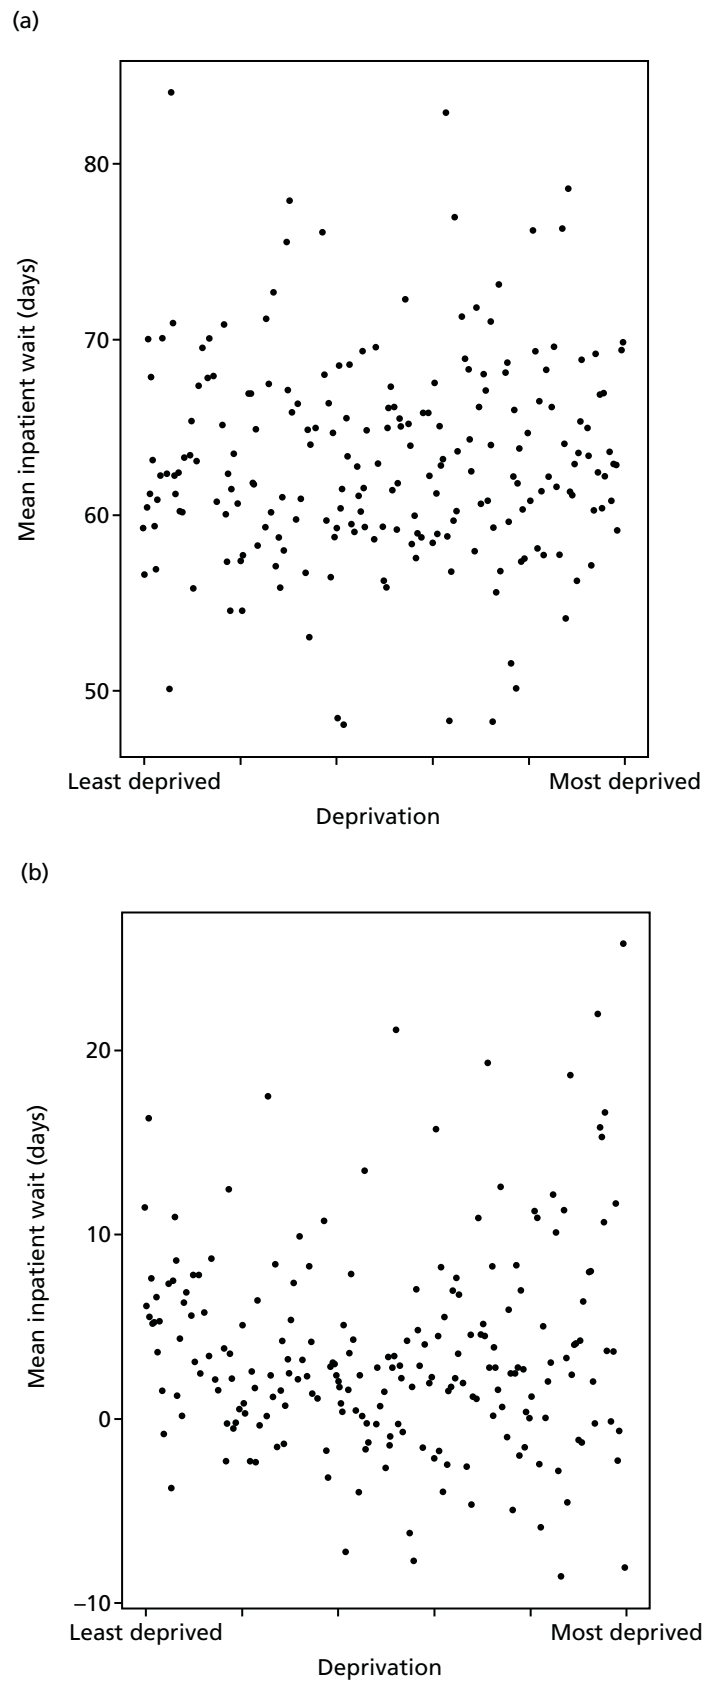 (a)
80
70
60
50
Mean inpatient wait (days)
Least deprived Most deprived
Deprivation
(b)
20
10
0
−10
Mean inpatient wait (days)
Least deprived Most deprived
Deprivation